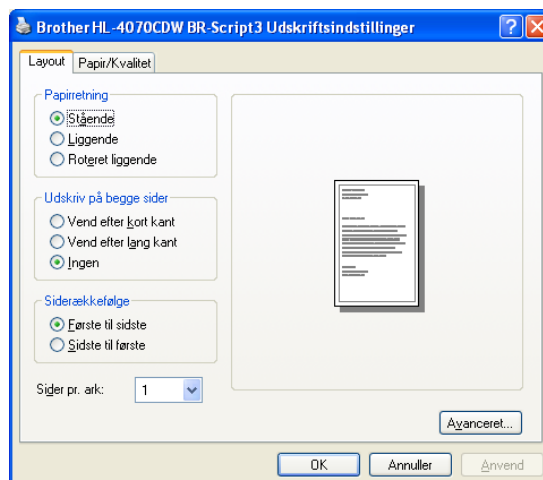 Brother HL-4070CDW BR-Script3 Udskriftsindstillinger
Layout
Papir/Kvalitet
Papirretning
Stående
Liggende
Roteret liggende
Udskriv på begge sider
Vend efter kort kant
Vend efter lang kant
Ingen
Siderækkefølge
Første til sidste
Sidste til første
Sider pr. ark:
1
Avanceret...
OK
Annuller
Anvend